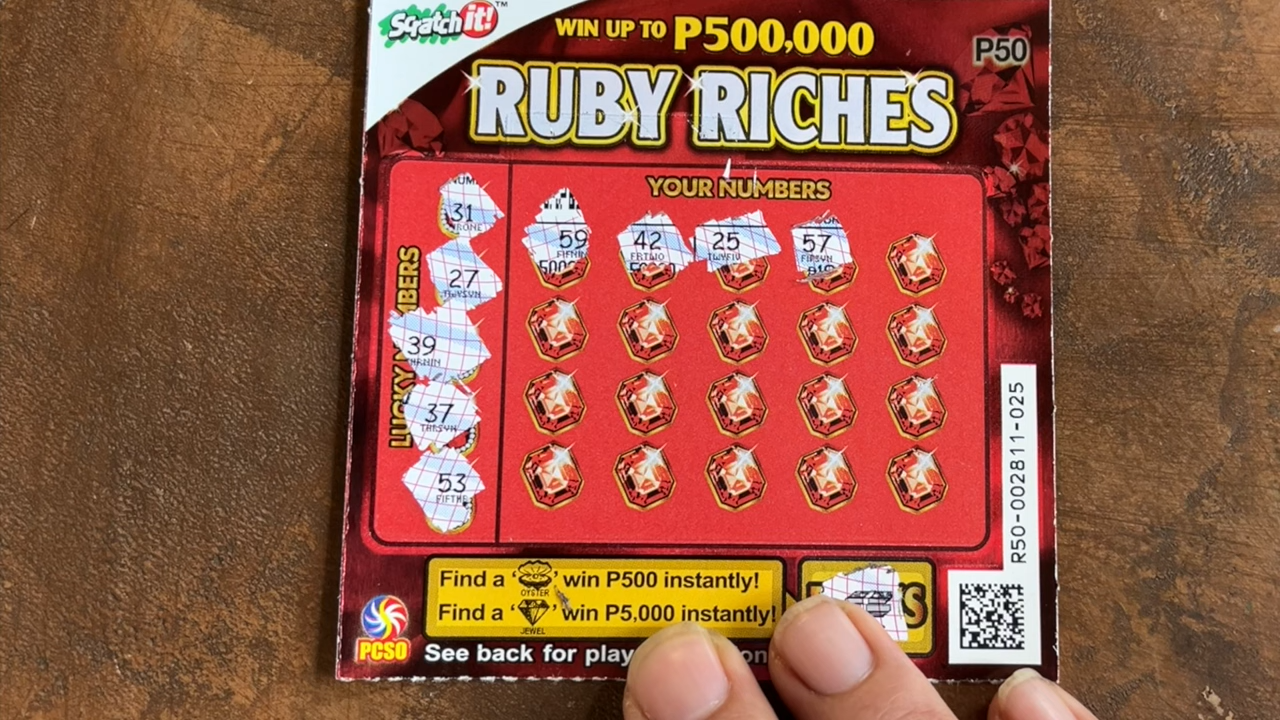 Scratch it!™
WIN UP TO P500,000
P50
RUBY RICHES
YOUR NUMBERS
LUCKY
31
27
39
37
53
59
42
25
57
TWYFIV
Find a ‘ ’ win P500 instantly!
OYSTER
Find a ‘ ’ win P5,000 instantly!
JEWEL
PCSO
See back for
R50-002811-025